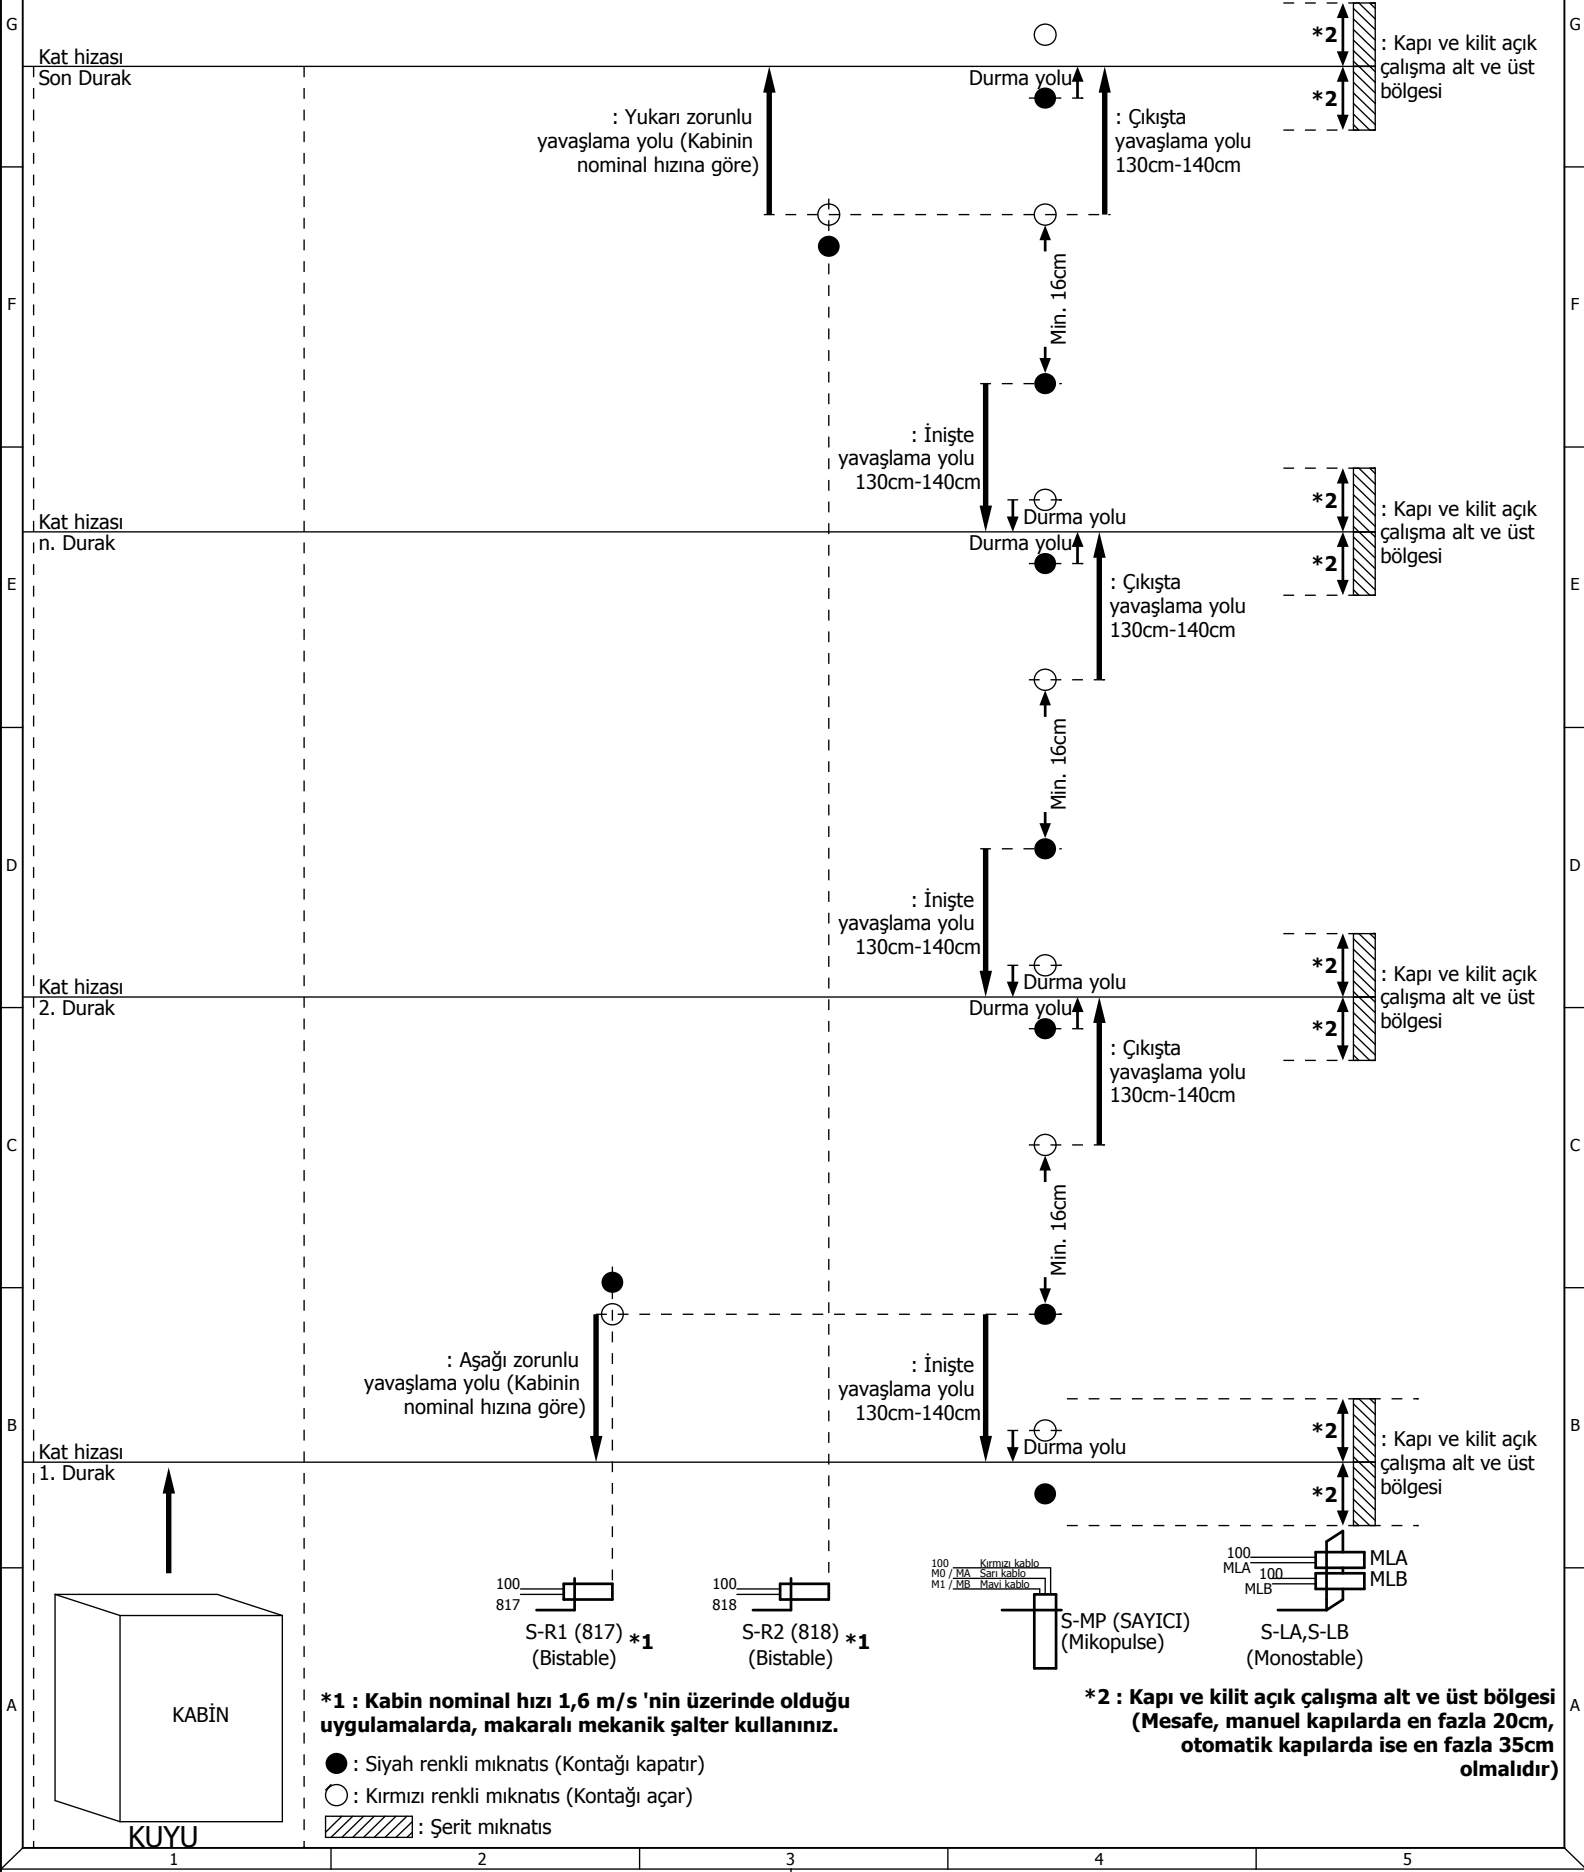 G
G
Kat hizası
Son Durak
Durma yolu
*2
*2
: Kapı ve kilit açık
çalışma alt ve üst
bölgesi
: Yukarı zorunlu
yavaşlama yolu (Kabinin
nominal hızına göre)
: Çıkışta
yavaşlama yolu
130cm-140cm
F
F
Min. 16cm
: İnişte
yavaşlama yolu
130cm-140cm
Durma yolu
Kat hizası
n. Durak
Durma yolu
*2
*2
: Kapı ve kilit açık
çalışma alt ve üst
bölgesi
E
E
: Çıkışta
yavaşlama yolu
130cm-140cm
Min. 16cm
D
D
: İnişte
yavaşlama yolu
130cm-140cm
Durma yolu
Kat hizası
2. Durak
Durma yolu
*2
*2
: Kapı ve kilit açık
çalışma alt ve üst
bölgesi
: Çıkışta
yavaşlama yolu
130cm-140cm
C
C
Min. 16cm
: Aşağı zorunlu
yavaşlama yolu (Kabinin
nominal hızına göre)
: İnişte
yavaşlama yolu
130cm-140cm
B
B
Durma yolu
Kat hizası
1. Durak
*2
*2
: Kapı ve kilit açık
çalışma alt ve üst
bölgesi
100
817
S-R1 (817) *1
(Bistable)
100
818
S-R2 (818) *1
(Bistable)
100 Kırmızı kablo
M0 / MA Sarı kablo
M1 / MB Mavi kablo
S-MP (SAYICI)
(Mikopulse)
100
MLA
100
MLB
MLA
MLB
S-LA,S-LB
(Monostable)
A
A
KABİN
KUYU
*1 : Kabin nominal hızı 1,6 m/s 'nin üzerinde olduğu
uygulamalarda, makaralı mekanik şalter kullanınız.
*2 : Kapı ve kilit açık çalışma alt ve üst bölgesi
(Mesafe, manuel kapılarda en fazla 20cm,
otomatik kapılarda ise en fazla 35cm
olmalıdır)
: Siyah renkli mıknatıs (Kontağı kapatır)
: Kırmızı renkli mıknatıs (Kontağı açar)
: Şerit mıknatıs
1
2
3
4
5